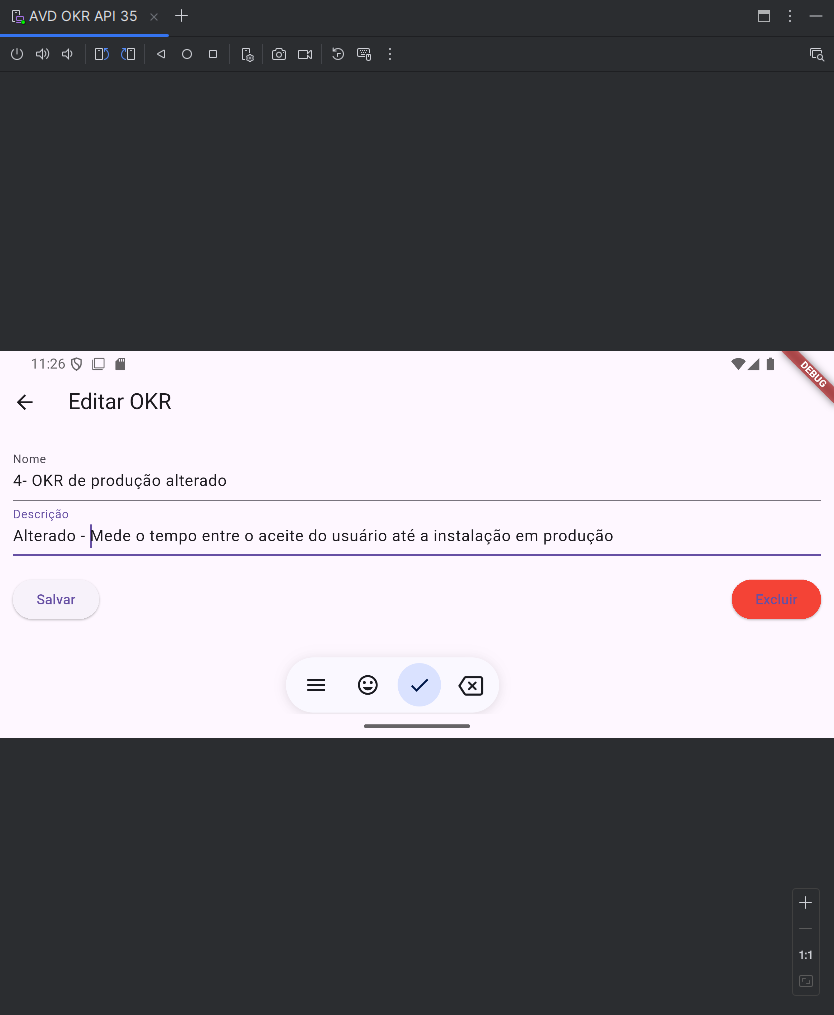 AVD OKR API 35
11:26
DEBUG
Editar OKR
Nome
4- OKR de produção alterado
Descrição
Alterado - Mede o tempo entre o aceite do usuário até a instalação em produção
Salvar
Excluir
1:1